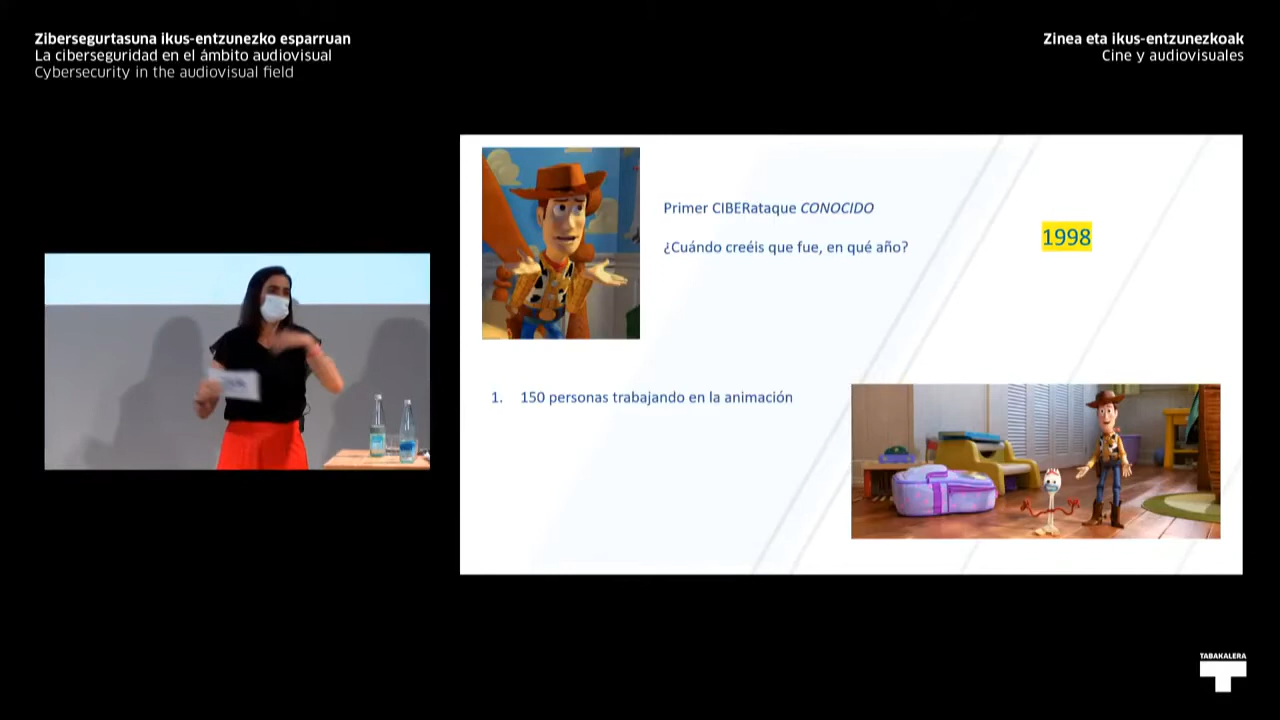 Zibersegurtasuna ikus-entzunezko esparruan
La ciberseguridad en el ámbito audiovisual
Cybersecurity in the audiovisual field
Zinea eta ikus-entzunezkoak
Cine y audiovisuales
Primer CIBERataque CONOCIDO
¿Cuándo creéis que fue, en qué año?
1998
1. 150 personas trabajando en la animación
TABAKALERA